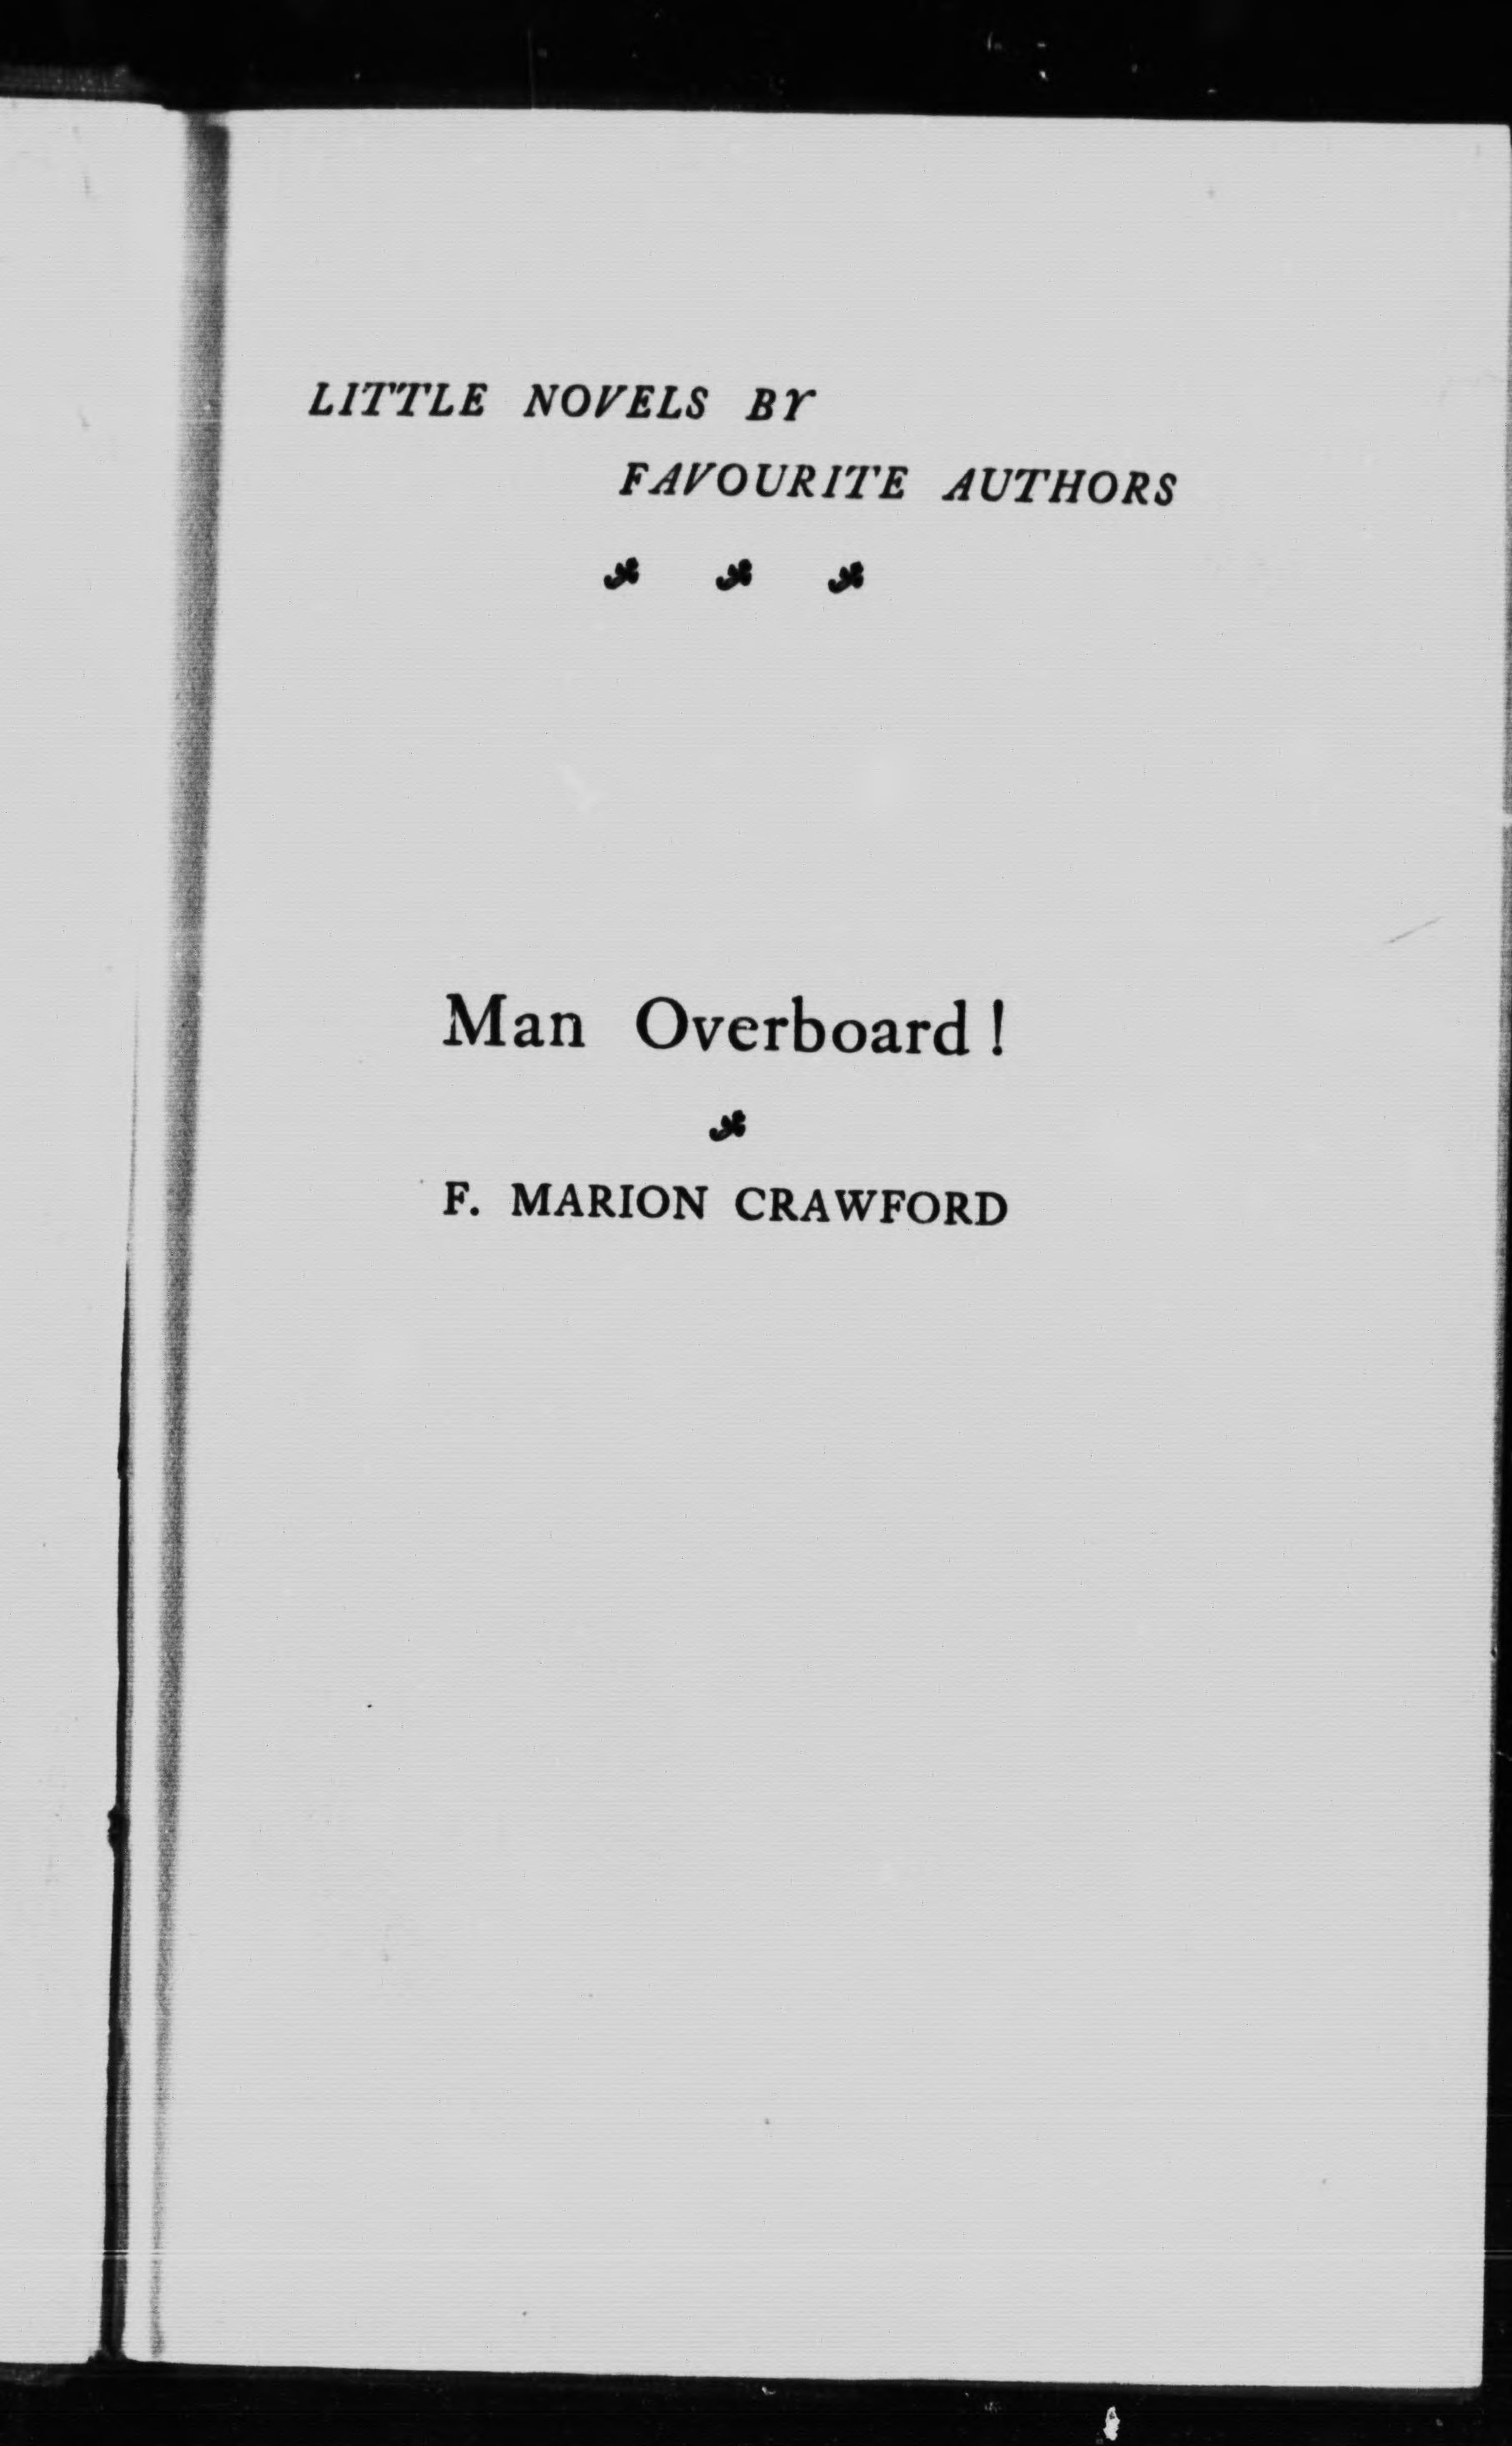 LITTLE NOVELS BY
FAVOURITE AUTHORS
Man Overboard!
F. MARION CRAWFORD